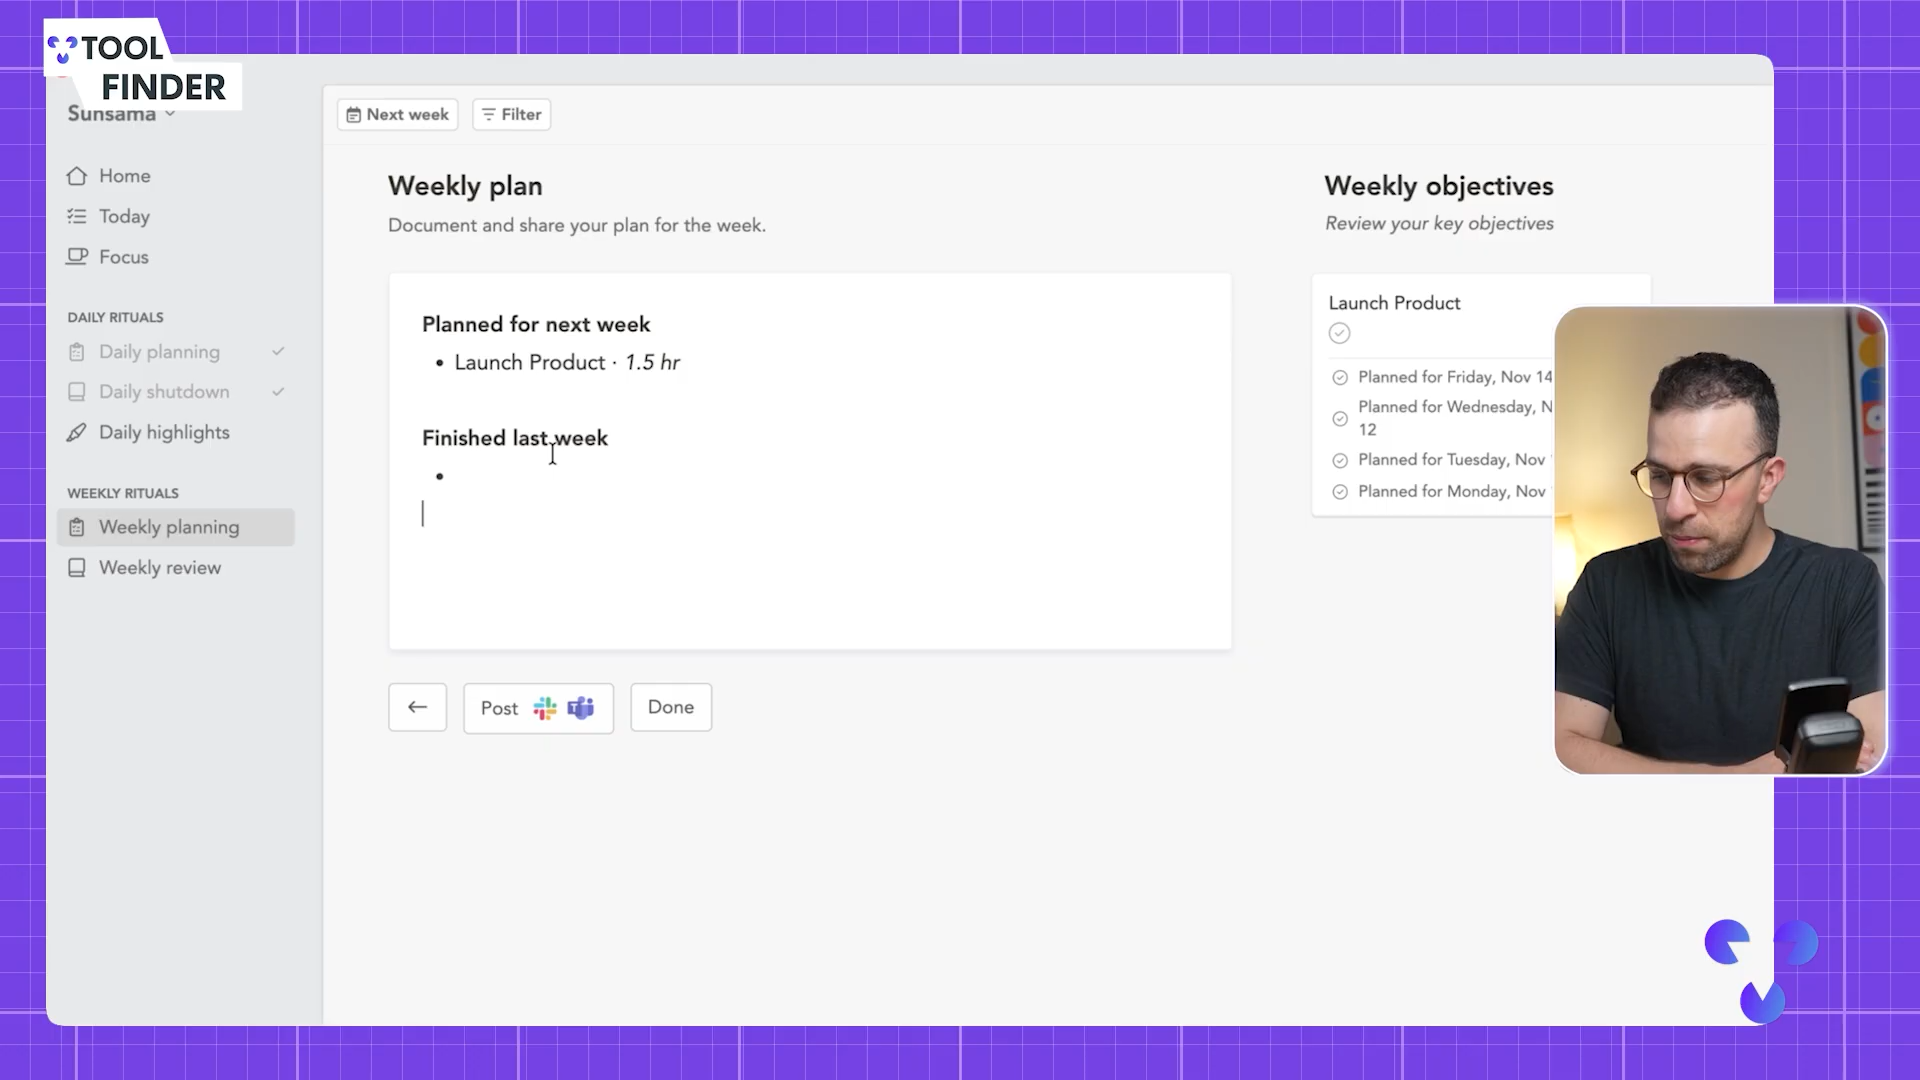 TOOL
FINDER
Sunsama
Home
Today
Focus
DAILY RITUALS
Daily planning
Daily shutdown
Daily highlights
WEEKLY RITUALS
Weekly planning
Weekly review
Next week
Filter
Weekly plan
Document and share your plan for the week.
Planned for next week
• Launch Product · 1.5 hr
Finished last week
•
Post
Done
Weekly objectives
Review your key objectives
Launch Product
Planned for Friday, Nov 14
Planned for Wednesday, N
12
Planned for Tuesday, Nov
Planned for Monday, Nov